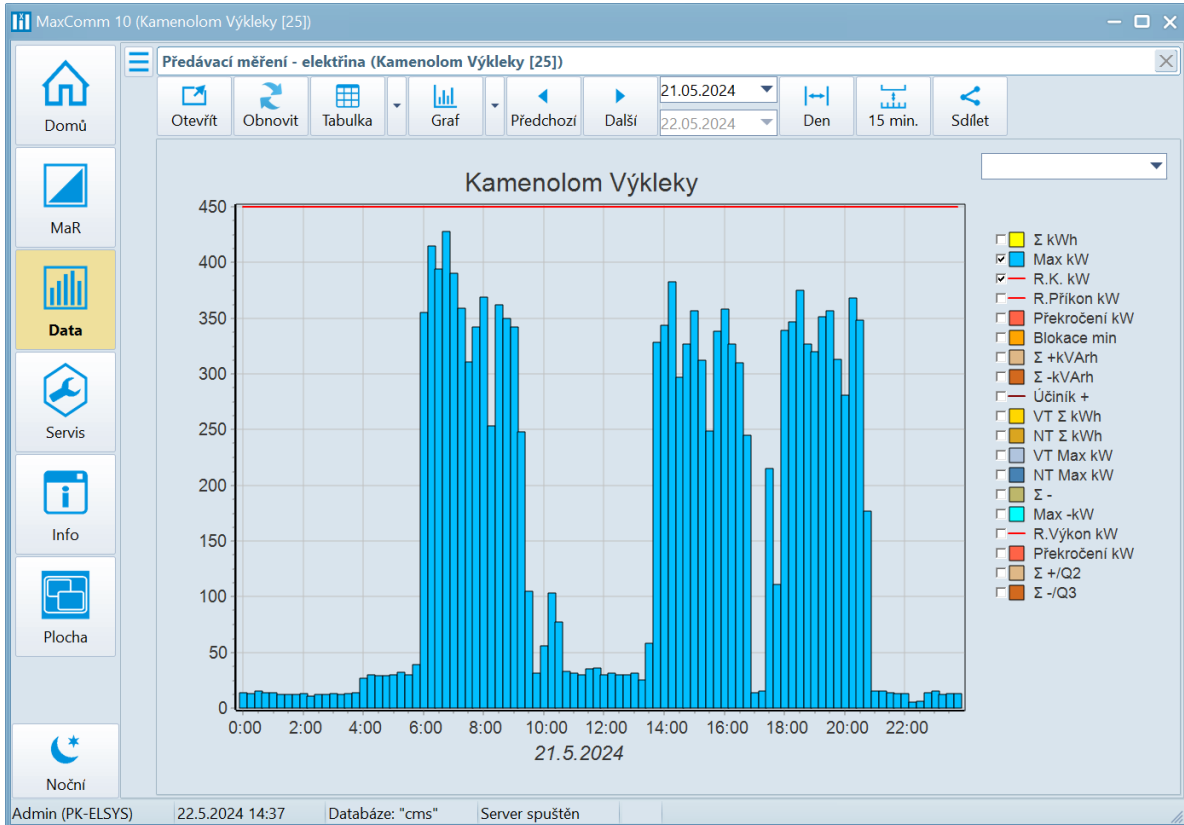 MaxComm 10 (Kamenolom Výkleky [25])
Domů
MaR
Data
Servis
Info
Plocha
Noční
Předávací měření - elektřina (Kamenolom Výkleky [25])
Otevřít
Obnovit
Tabulka
Graf
Předchozí
Další
21.05.2024
22.05.2024
Den
15 min.
Sdílet
Kamenolom Výkleky
450
400
350
300
250
200
150
100
50
0
0:00 2:00 4:00 6:00 8:00 10:00 12:00 14:00 16:00 18:00 20:00 22:00
21.5.2024
Σ kWh
Max kW
R.K. kW
R.Příkon kW
Překročení kW
Blokace min
Σ +kVArh
Σ -kVArh
Účiník +
VT Σ kWh
NT Σ kWh
VT Max kW
NT Max kW
Σ -
Max -kW
R.Výkon kW
Překročení kW
Σ +/Q2
Σ -/Q3
Admin (PK-ELSYS) 22.5.2024 14:37 Databáze: "cms" Server spuštěn